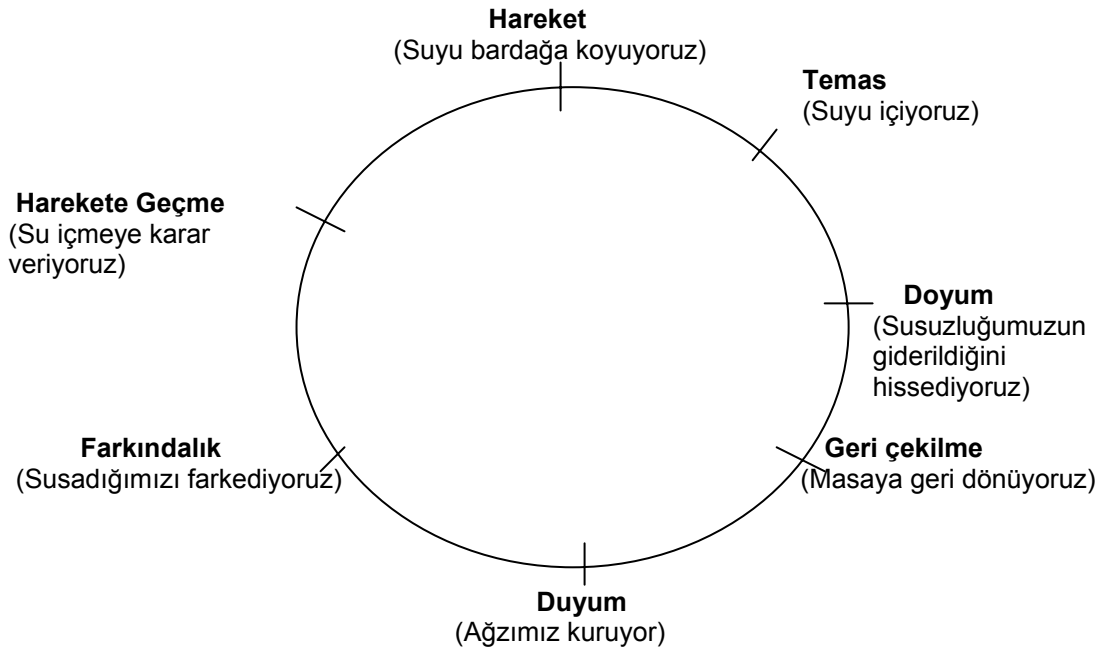 Hareket
(Suyu bardağa koyuyoruz)
Temas
(Suyu içiyoruz)
Harekete Geçme
(Su içmeye karar
veriyoruz)
Doyum
(Susuzluğumuzun
giderildiğini
hissediyoruz)
Farkındalık
(Susadığımızı farkediyoruz)
Geri çekilme
(Masaya geri dönüyoruz)
Duyum
(Ağzımız kuruyor)